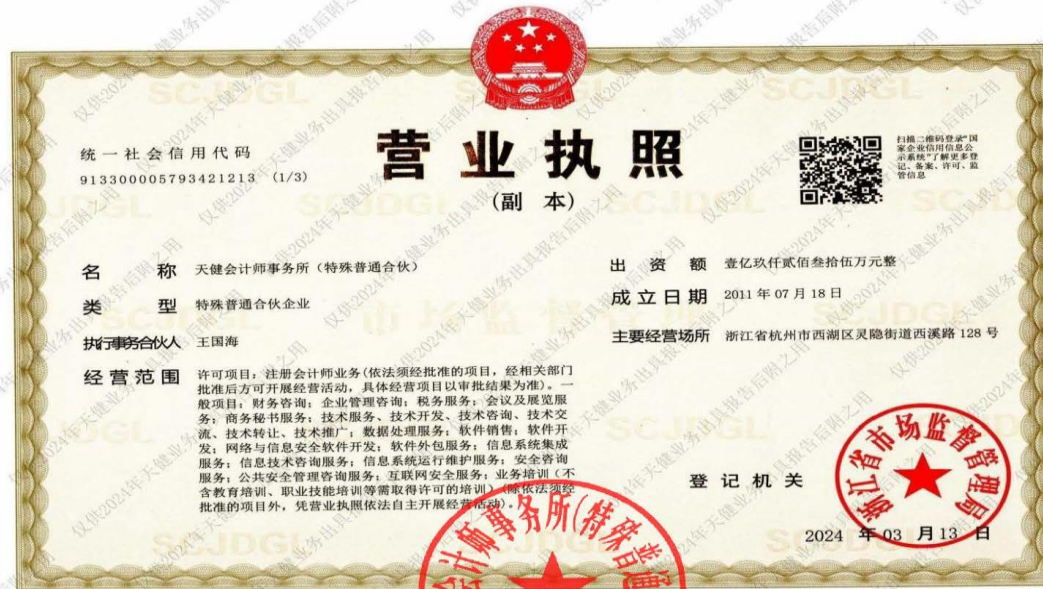 统一社会信用代码
913300005793421213 (1/3)
营业执照
(副 本)
扫描二维码登录"国
家企业信用信息公
示系统"了解更多登
记、备案、许可、监
管信息
名 称 天健会计师事务所（特殊普通合伙）
类 型 特殊普通合伙企业
执行事务合伙人 王国海
经营范围 许可项目：注册会计师业务(依法须经批准的项目，经相关部门
批准后方可开展经营活动，具体经营项目以审批结果为准)。一
般项目：财务咨询；企业管理咨询；税务服务；会议及展览服
务；商务秘书服务；技术服务、技术开发、技术咨询、技术交
流、技术转让、技术推广；数据处理服务；软件销售；软件开
发；网络与信息安全软件开发；软件外包服务；信息系统集成
服务；信息技术咨询服务；信息系统运行维护服务；安全咨询
服务；公共安全管理咨询服务；互联网安全服务；业务培训（不
含教育培训、职业技能培训等需取得许可的培训）(除依法须经
批准的项目外，凭营业执照依法自主开展经营活动)。
出 资 额 壹亿玖仟贰佰叁拾伍万元整
成立日期 2011 年 07 月 18 日
主要经营场所 浙江省杭州市西湖区灵隐街道西溪路 128 号
登记机关
浙江省市场监督管理局
2024 年 03 月 13 日
会计师事务所(特殊普通
SCJDGL
市场监督管理
仅供2024年天健业务出具报告后附之用